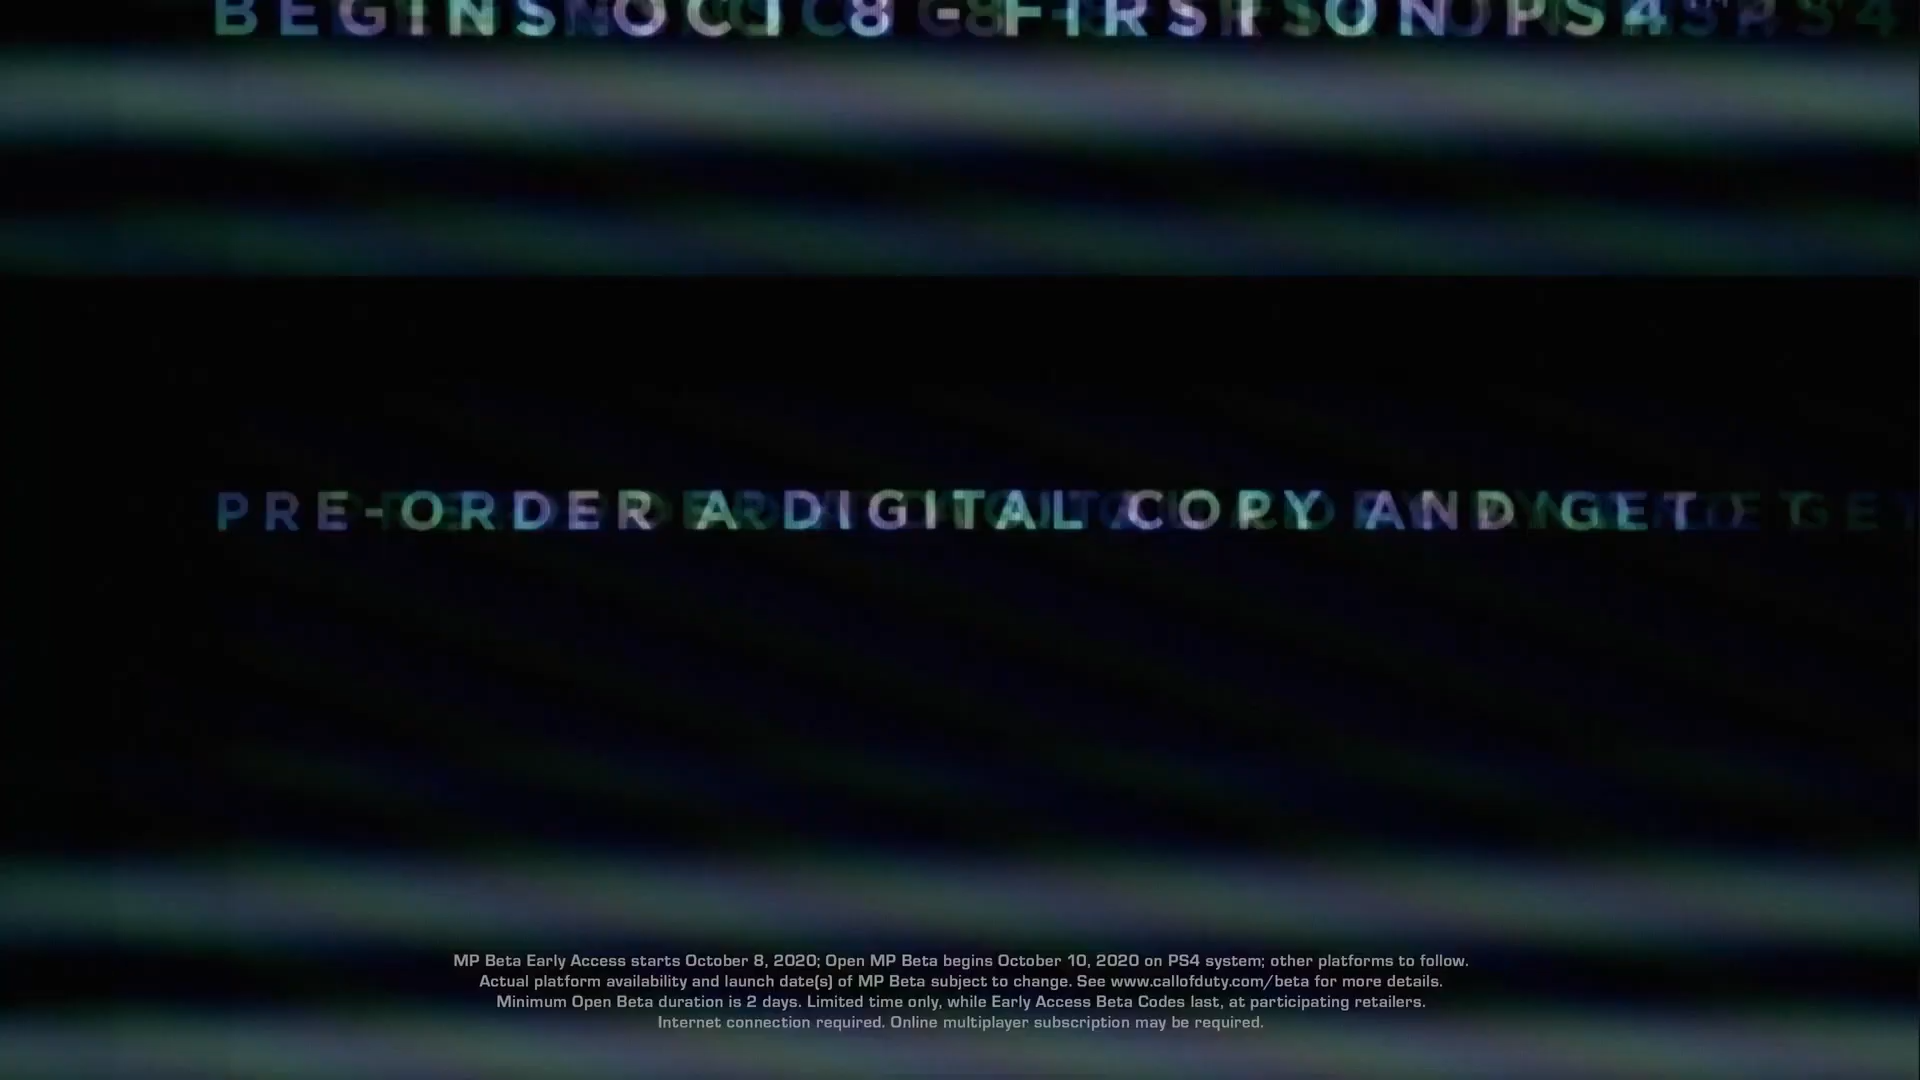 BEGINS OCT 8 - FIRST ON PS4
PRE-ORDER A DIGITAL COPY AND GET
MP Beta Early Access starts October 8, 2020; Open MP Beta begins October 10, 2020 on PS4 system; other platforms to follow.
Actual platform availability and launch date(s) of MP Beta subject to change. See www.callofduty.com/beta for more details.
Minimum Open Beta duration is 2 days. Limited time only, while Early Access Beta Codes last, at participating retailers.
Internet connection required. Online multiplayer subscription may be required.